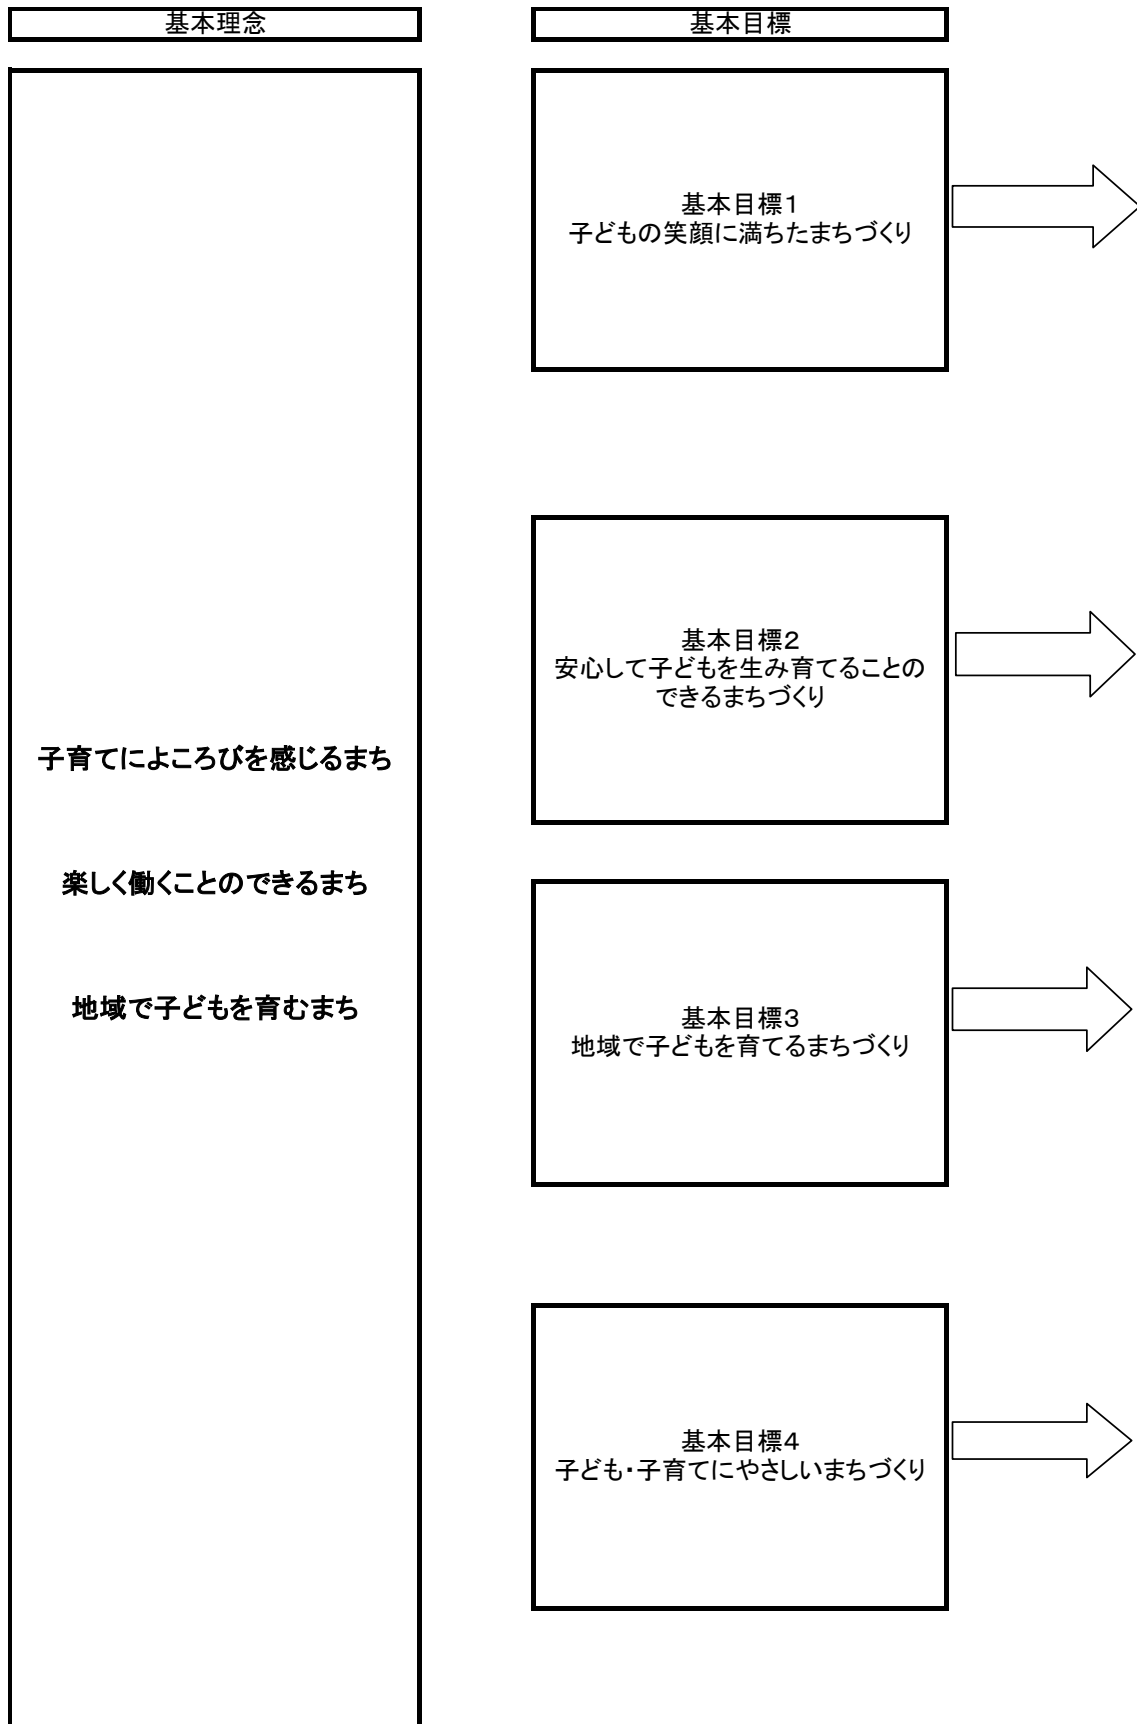 基本理念
基本目標
子育てによころびを感じるまち
楽しく働くことのできるまち
地域で子どもを育むまち
基本目標1
子どもの笑顔に満ちたまちづくり
基本目標2
安心して子どもを生み育てることの
できるまちづくり
基本目標3
地域で子どもを育てるまちづくり
基本目標4
子ども・子育てにやさしいまちづくり